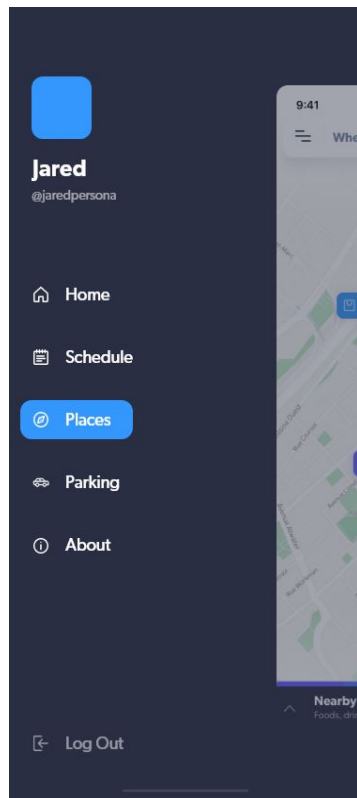 Jared
@jaredpersona
Home
Schedule
Places
Parking
About
Log Out
9:41
Nearby